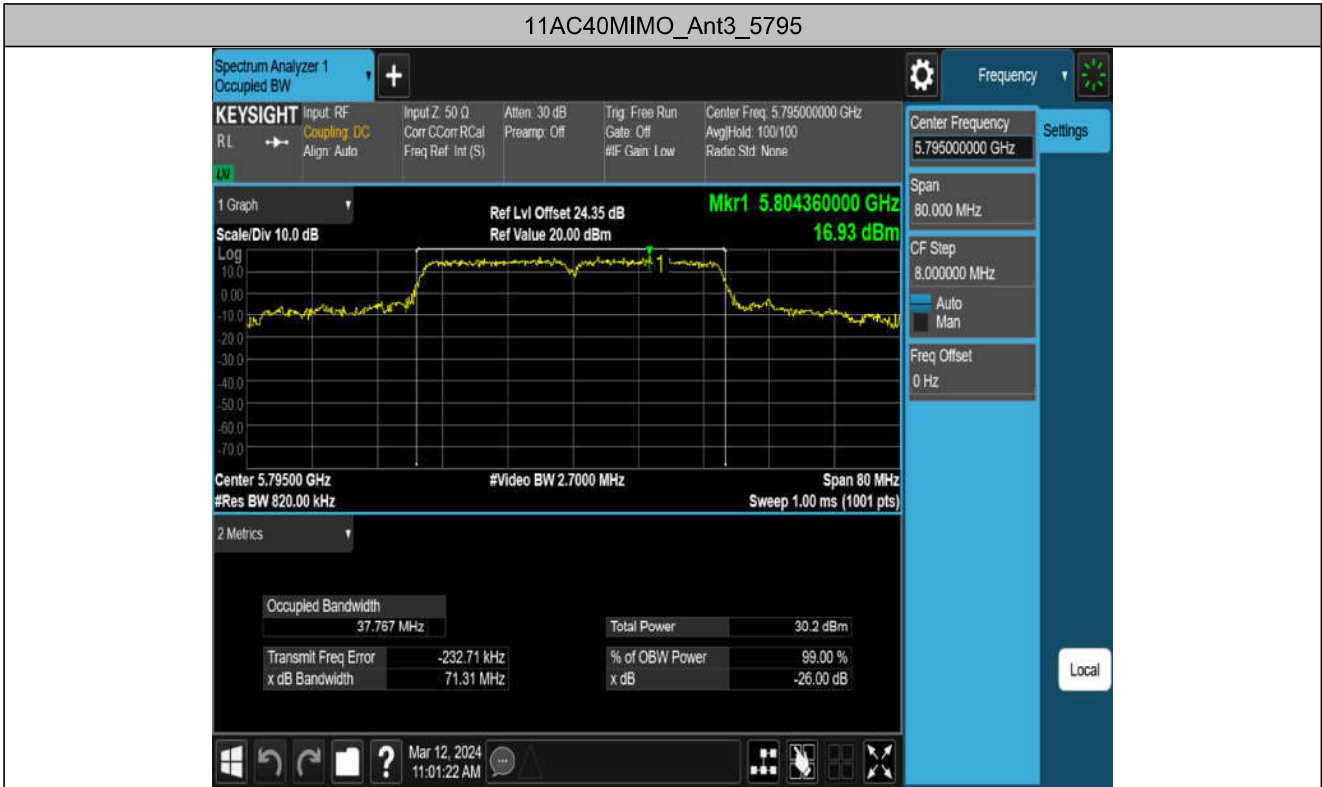 11AC40MIMO_Ant3_5795
Spectrum Analyzer 1
Occupied BW
Frequency
KEYSIGHT
RL
LXI
Input: RF
Coupling: DC
Align: Auto
Input Z: 50 Ω
Corr CCorr RCal
Freq Ref: Int (S)
Atten: 30 dB
Preamp: Off
Trig: Free Run
Gate: Off
#IF Gain: Low
Center Freq: 5.795000000 GHz
Avg|Hold: 100/100
Radio Std: None
Center Frequency
5.795000000 GHz
Settings
Span
80.000 MHz
CF Step
8.000000 MHz
Auto
Man
Freq Offset
0 Hz
Local
1 Graph
Scale/Div 10.0 dB
Ref Lvl Offset 24.35 dB
Ref Value 20.00 dBm
Mkr1 5.804360000 GHz
16.93 dBm
Log
10.0
0.00
-10.0
-20.0
-30.0
-40.0
-50.0
-60.0
-70.0
1
Center 5.79500 GHz
#Res BW 820.00 kHz
#Video BW 2.7000 MHz
Span 80 MHz
Sweep 1.00 ms (1001 pts)
2 Metrics
Occupied Bandwidth
37.767 MHz
Total Power 30.2 dBm
Transmit Freq Error -232.71 kHz
% of OBW Power 99.00 %
x dB Bandwidth 71.31 MHz
x dB -26.00 dB
Mar 12, 2024
11:01:22 AM